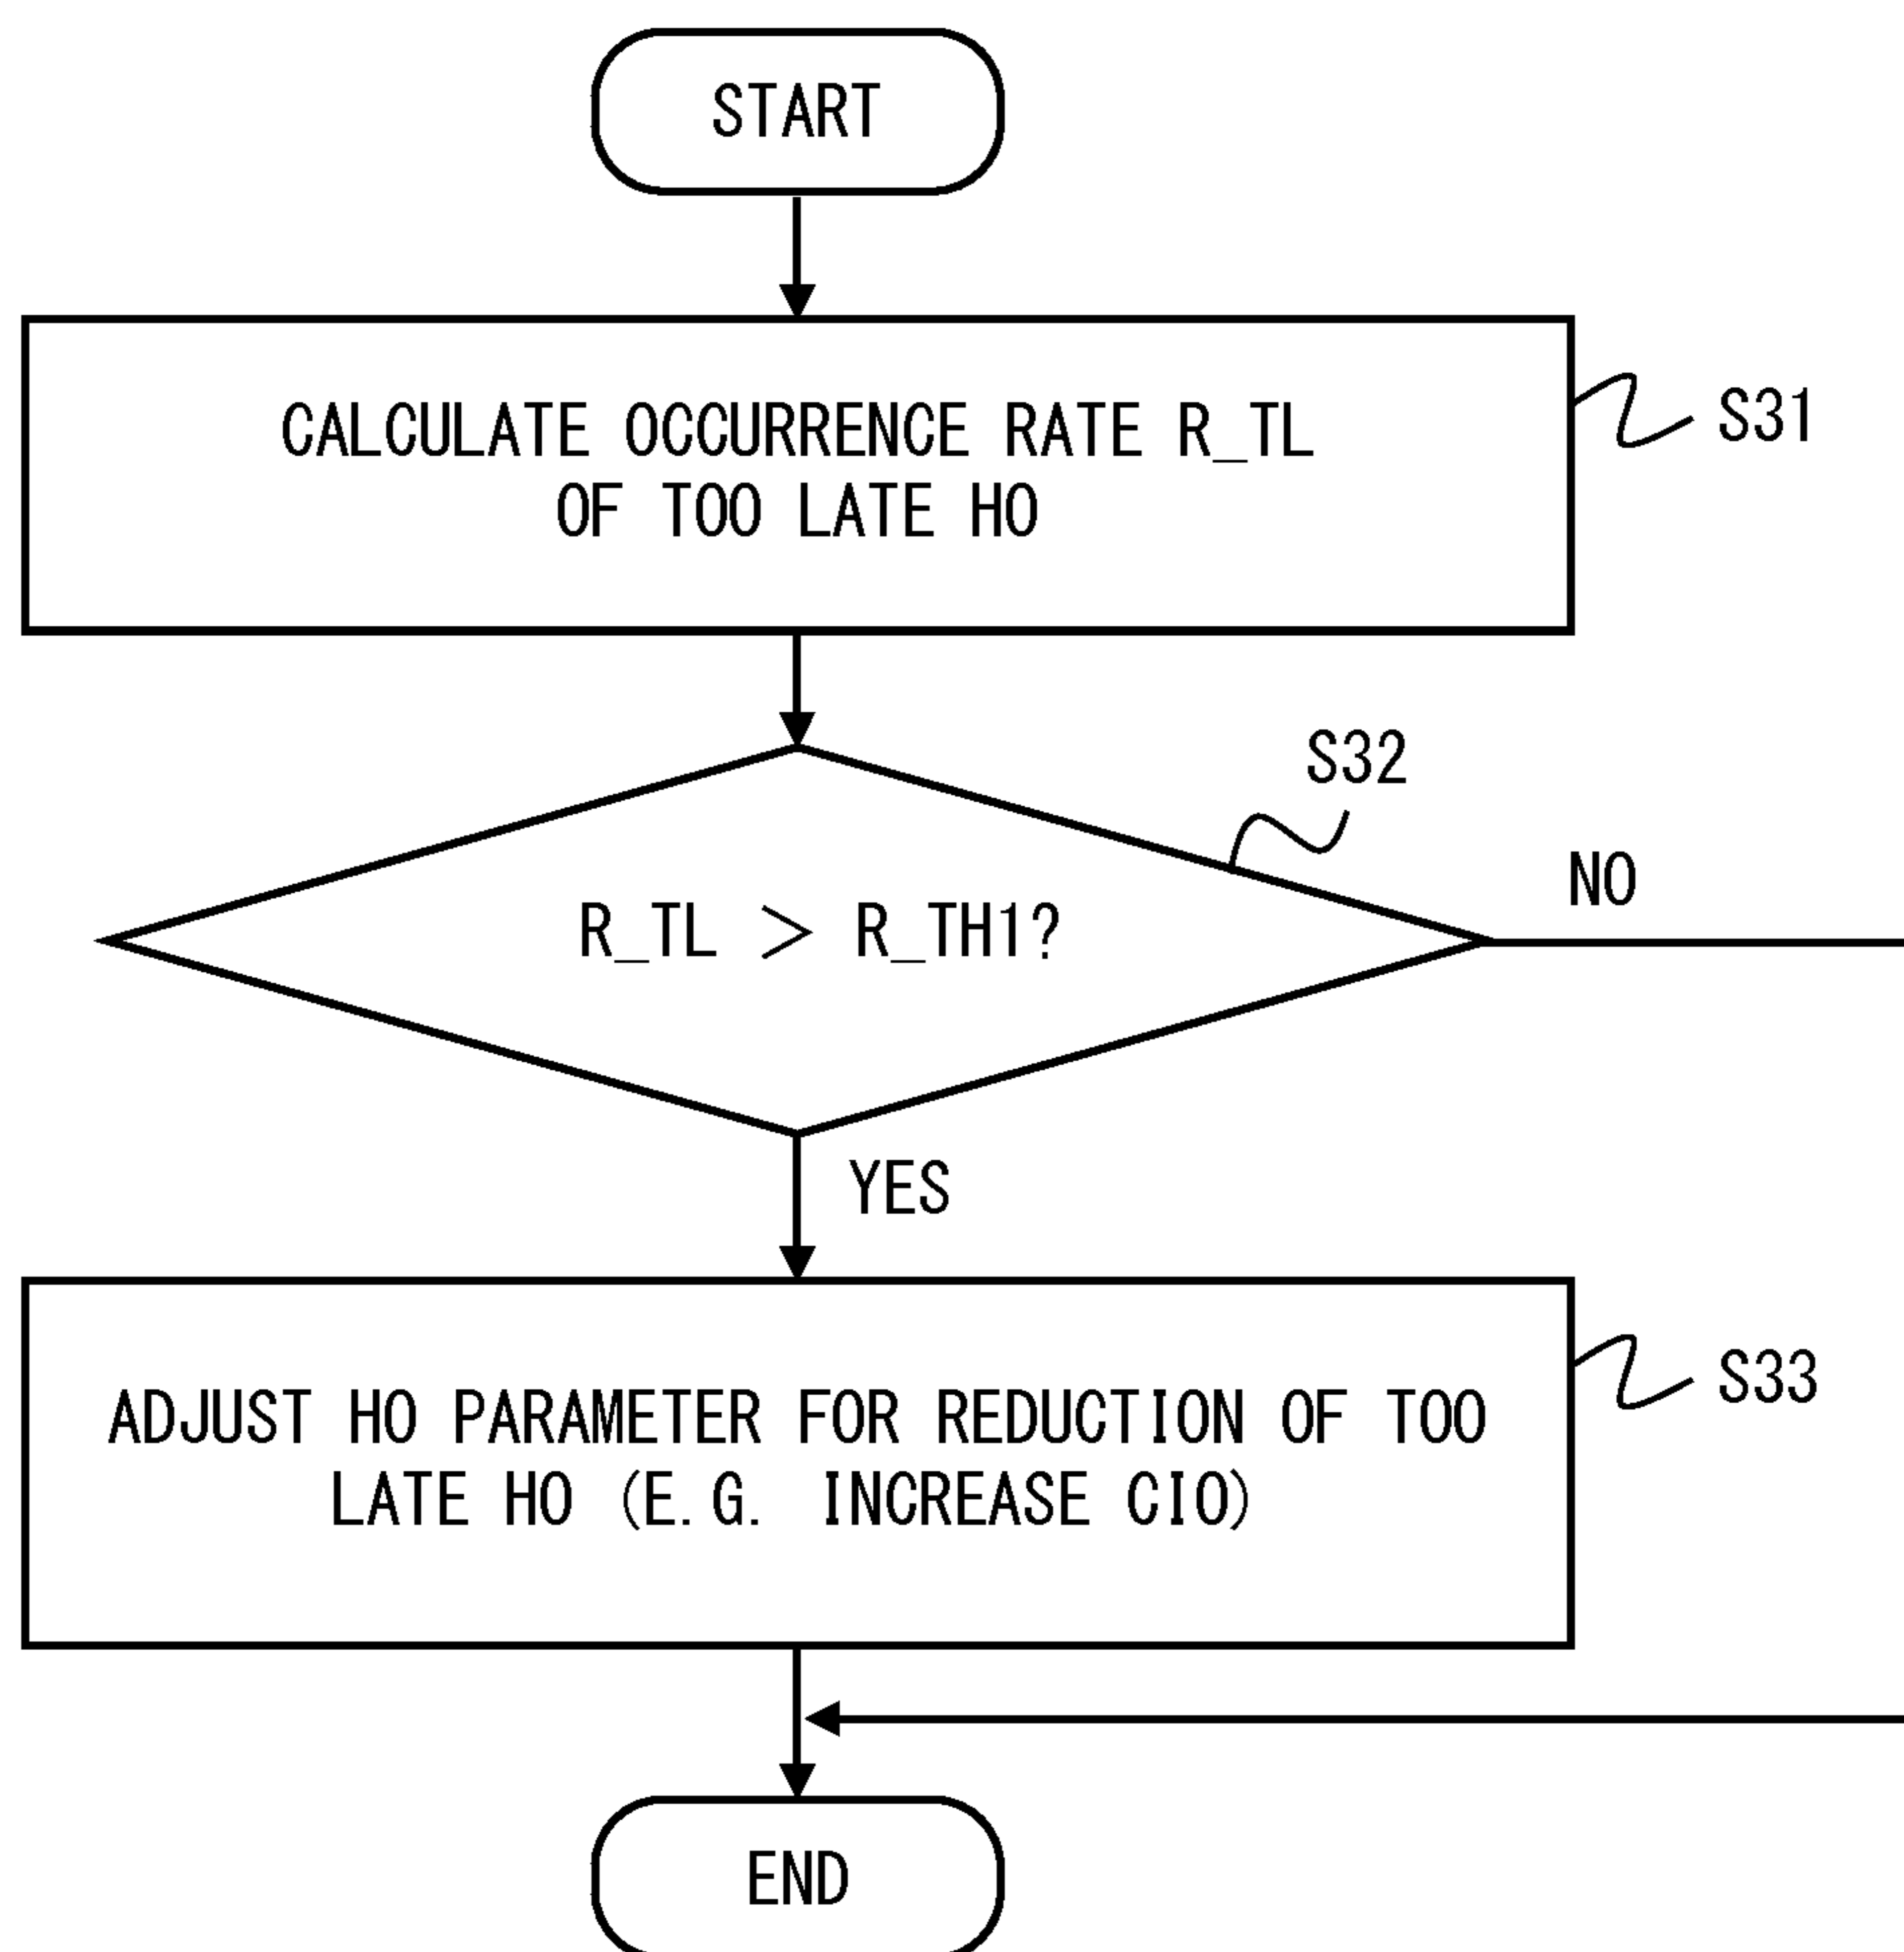 START
CALCULATE OCCURRENCE RATE R_TL
OF TOO LATE HO
S31
S32
R_TL > R_TH1?
NO
YES
ADJUST HO PARAMETER FOR REDUCTION OF TOO
LATE HO (E.G. INCREASE CIO)
S33
END